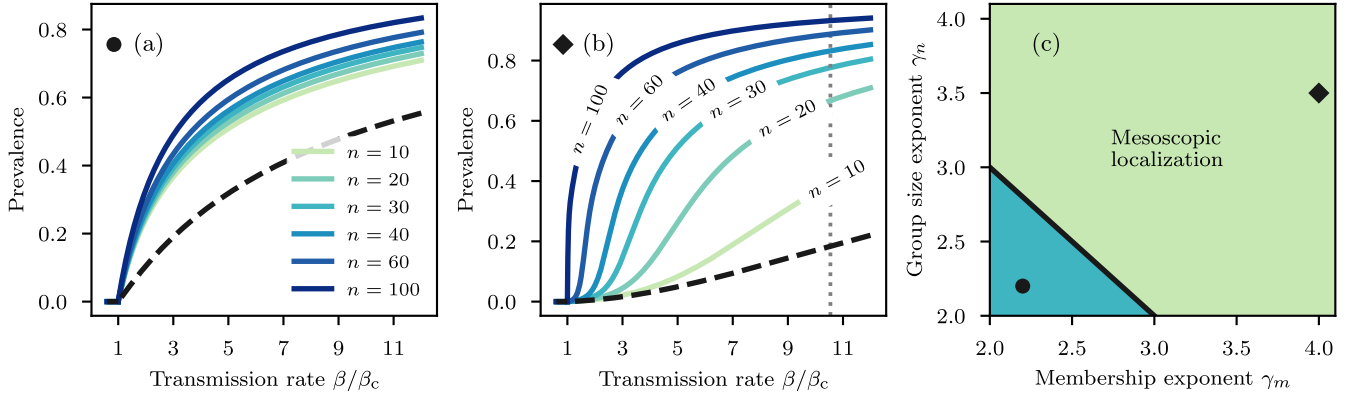 (a)
Prevalence
0.8
0.6
0.4
0.2
0.0
n = 10
n = 20
n = 30
n = 40
n = 60
n = 100
1 3 5 7 9 11
Transmission rate β/β_c
(b)
Prevalence
0.8
0.6
0.4
0.2
0.0
n = 100
n = 60
n = 40
n = 30
n = 20
n = 10
1 3 5 7 9 11
Transmission rate β/β_c
(c)
Group size exponent γ_n
4.0
3.5
3.0
2.5
2.0
Mesoscopic
localization
2.0 2.5 3.0 3.5 4.0
Membership exponent γ_m